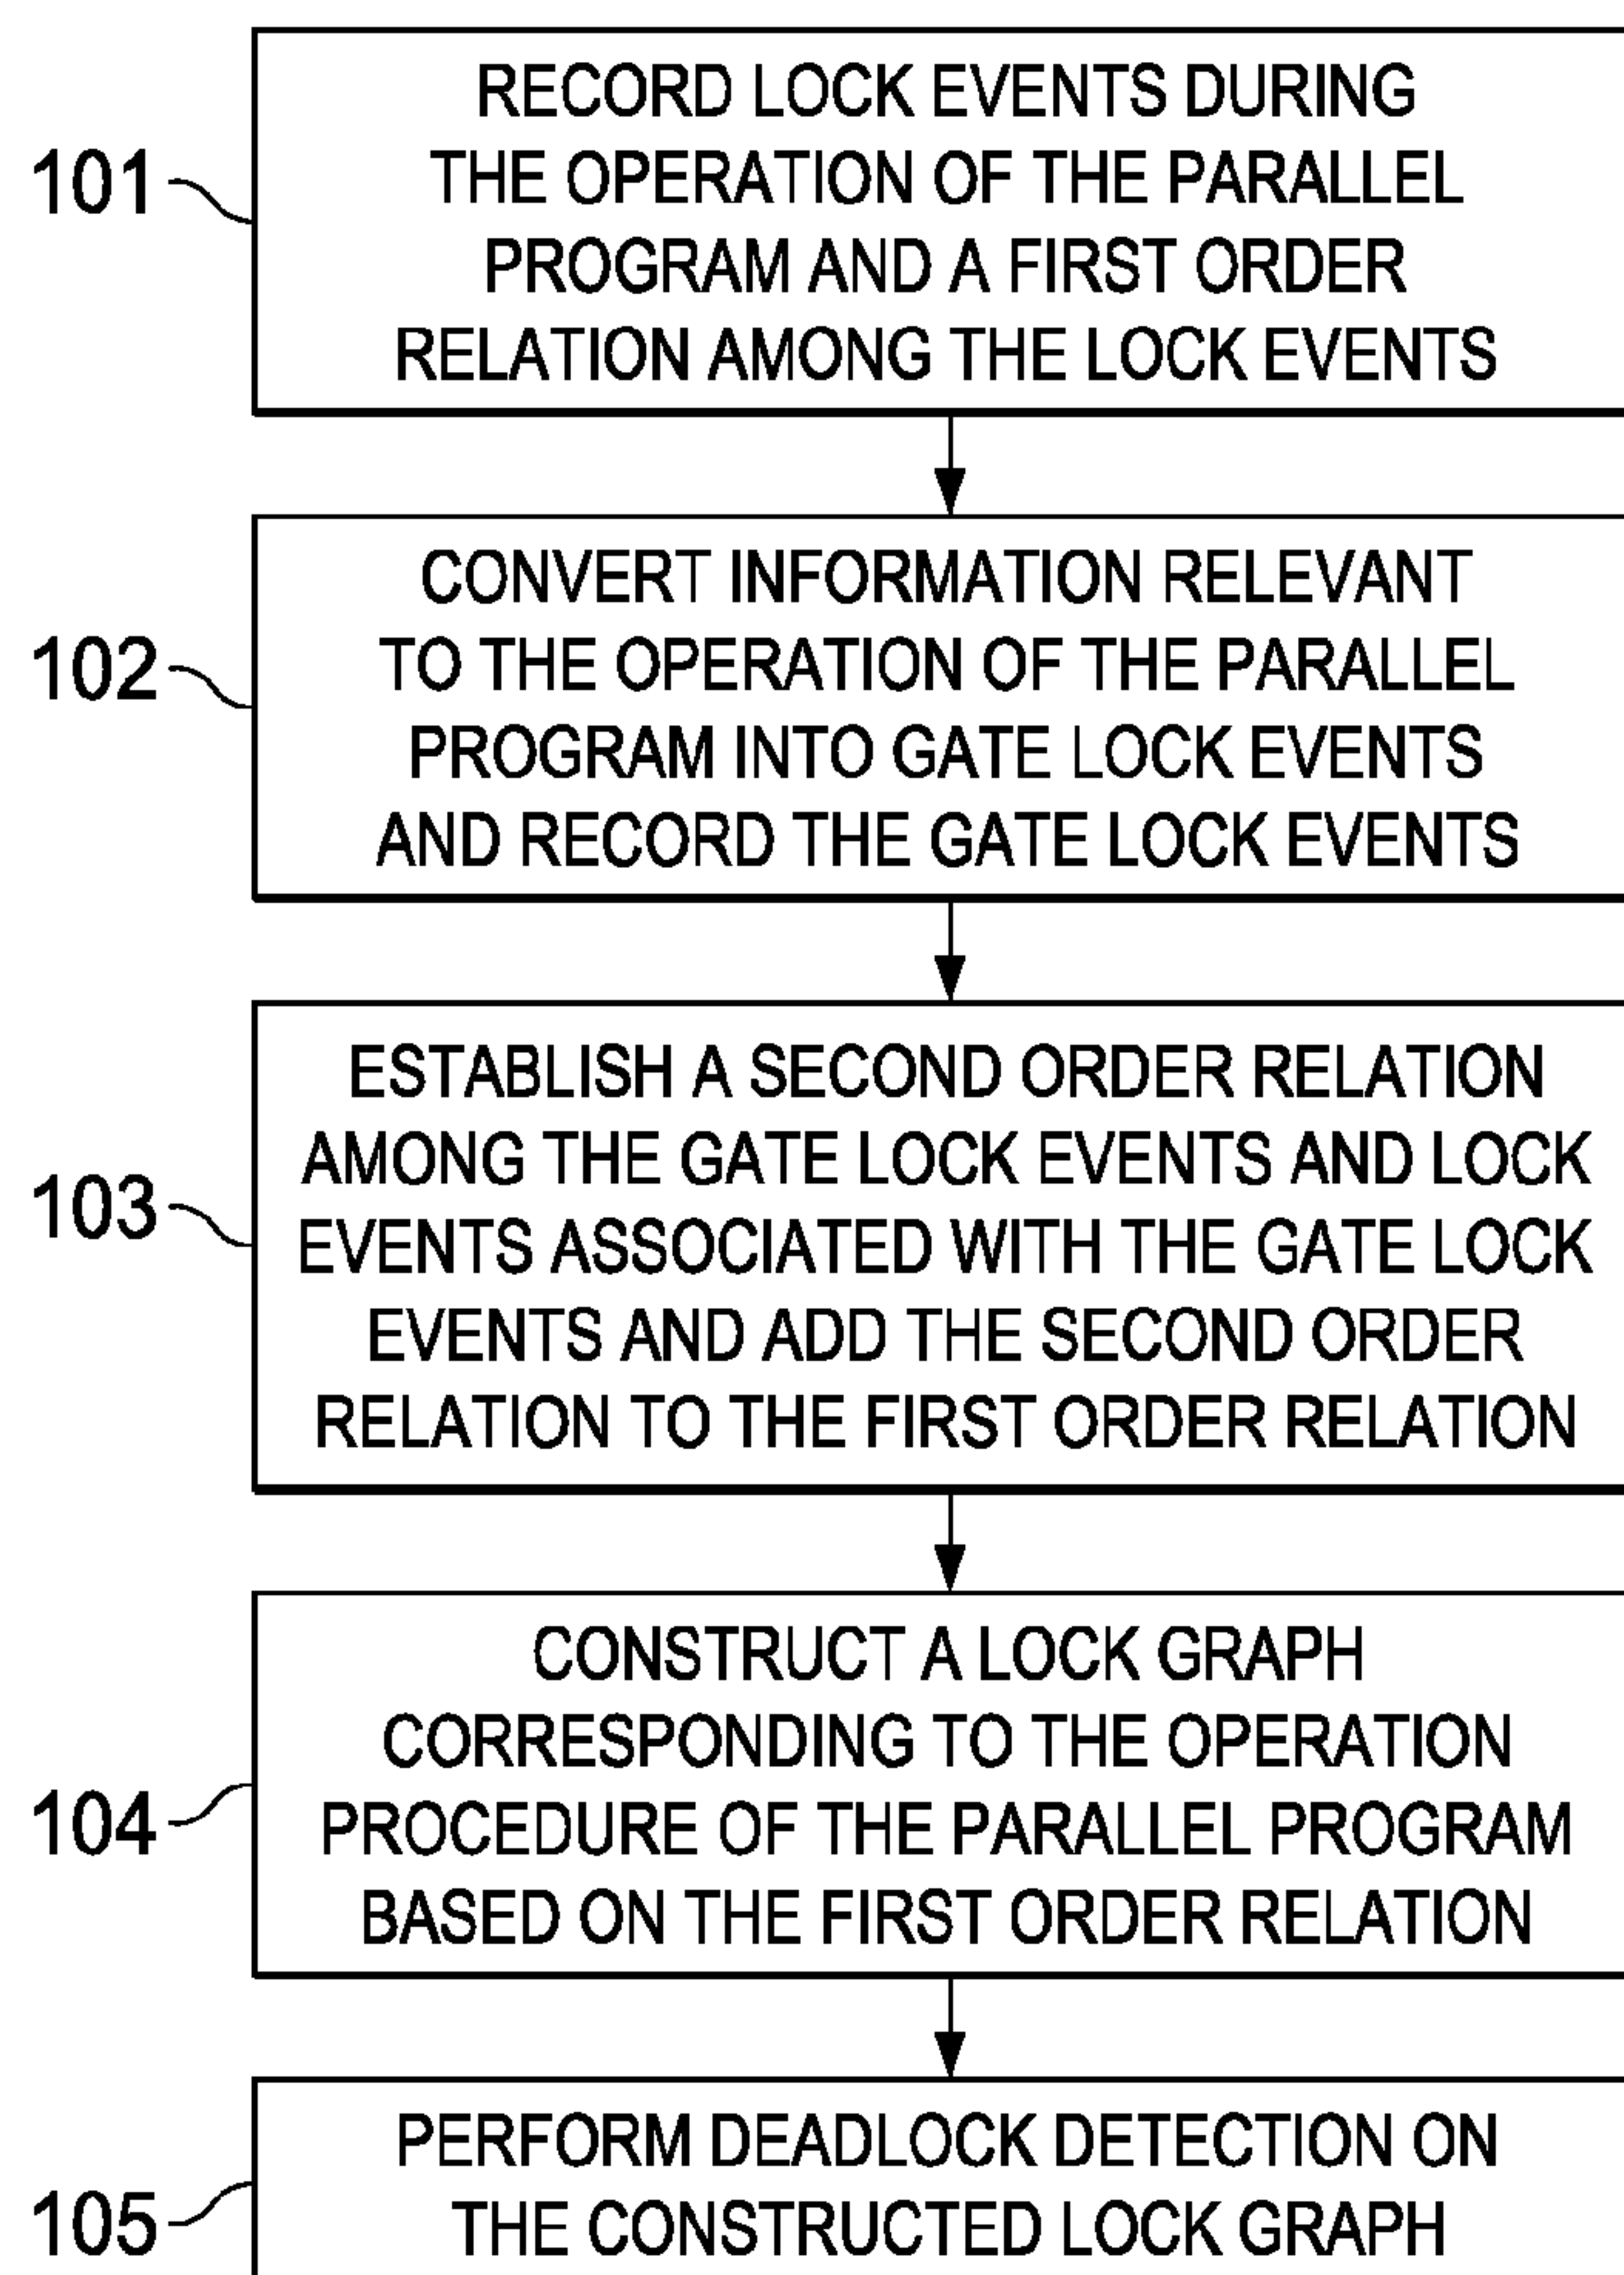 RECORD LOCK EVENTS DURING
THE OPERATION OF THE PARALLEL
PROGRAM AND A FIRST ORDER
RELATION AMONG THE LOCK EVENTS
101
CONVERT INFORMATION RELEVANT
TO THE OPERATION OF THE PARALLEL
PROGRAM INTO GATE LOCK EVENTS
AND RECORD THE GATE LOCK EVENTS
102
ESTABLISH A SECOND ORDER RELATION
AMONG THE GATE LOCK EVENTS AND LOCK
EVENTS ASSOCIATED WITH THE GATE LOCK
EVENTS AND ADD THE SECOND ORDER
RELATION TO THE FIRST ORDER RELATION
103
CONSTRUCT A LOCK GRAPH
CORRESPONDING TO THE OPERATION
PROCEDURE OF THE PARALLEL PROGRAM
BASED ON THE FIRST ORDER RELATION
104
PERFORM DEADLOCK DETECTION ON
THE CONSTRUCTED LOCK GRAPH
105